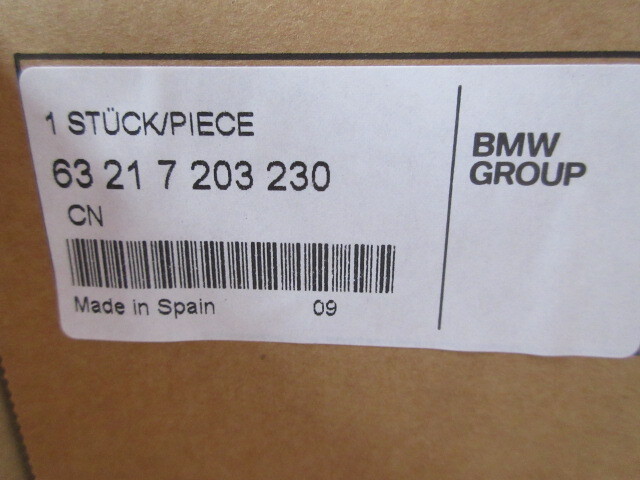 1 STÜCK/PIECE
63 21 7 203 230
CN
Made in Spain 09
BMW
GROUP